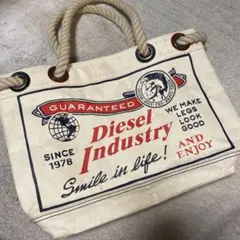 GUARANTEED
Diesel
Industry
SINCE
1978
WE MAKE
LEGS
LOOK
GOOD
AND
ENJOY
Smile in life!